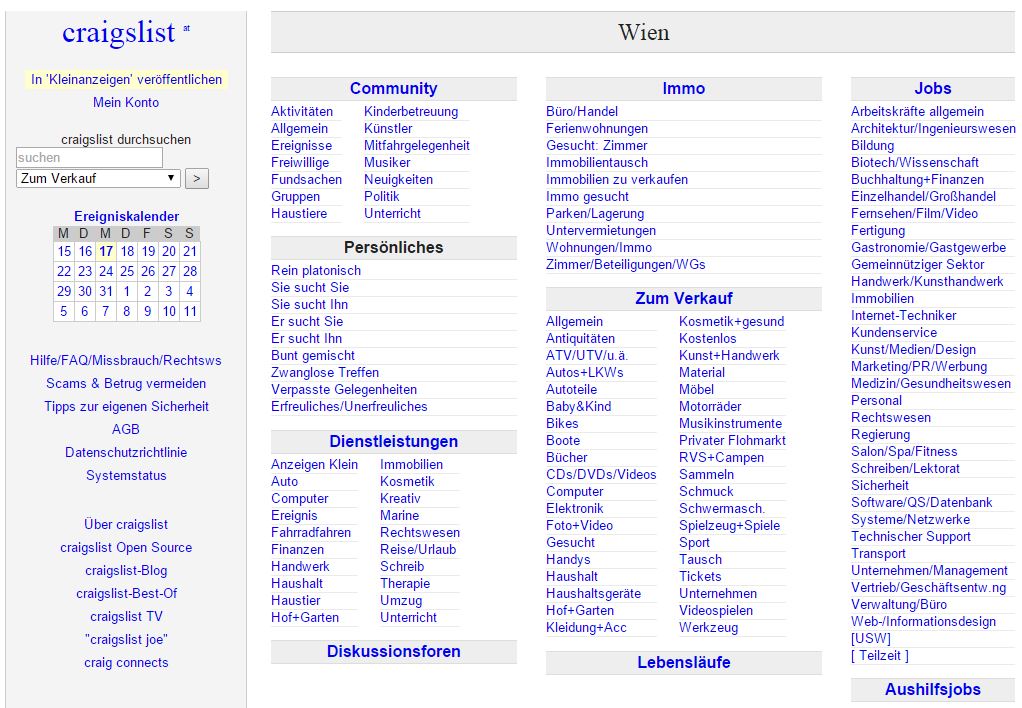 craigslist at
In 'Kleinanzeigen' veröffentlichen
Mein Konto
craigslist durchsuchen
suchen
Zum Verkauf >
Ereigniskalender
M D M D F S S
15 16 17 18 19 20 21
22 23 24 25 26 27 28
29 30 31 1 2 3 4
5 6 7 8 9 10 11
Hilfe/FAQ/Missbrauch/Rechtsws
Scams & Betrug vermeiden
Tipps zur eigenen Sicherheit
AGB
Datenschutzrichtlinie
Systemstatus
Über craigslist
craigslist Open Source
craigslist-Blog
craigslist-Best-Of
craigslist TV
"craigslist joe"
craig connects
Wien
Community
Aktivitäten
Allgemein
Ereignisse
Freiwillige
Fundsachen
Gruppen
Haustiere
Kinderbetreuung
Künstler
Mitfahrgelegenheit
Musiker
Neuigkeiten
Politik
Unterricht
Persönliches
Rein platonisch
Sie sucht Sie
Sie sucht Ihn
Er sucht Sie
Er sucht Ihn
Bunt gemischt
Zwanglose Treffen
Verpasste Gelegenheiten
Erfreuliches/Unerfreuliches
Dienstleistungen
Anzeigen Klein
Auto
Computer
Ereignis
Fahrradfahren
Finanzen
Handwerk
Haushalt
Haustier
Hof+Garten
Immobilien
Kosmetik
Kreativ
Marine
Rechtswesen
Reise/Urlaub
Schreib
Therapie
Umzug
Unterricht
Diskussionsforen
Immo
Büro/Handel
Ferienwohnungen
Gesucht: Zimmer
Immobilientausch
Immobilien zu verkaufen
Immo gesucht
Parken/Lagerung
Untervermietungen
Wohnungen/Immo
Zimmer/Beteiligungen/WGs
Zum Verkauf
Allgemein
Antiquitäten
ATV/UTV/u.ä.
Autos+LKWs
Autoteile
Baby&Kind
Bikes
Boote
Bücher
CDs/DVDs/Videos
Computer
Elektronik
Foto+Video
Gesucht
Handys
Haushalt
Haushaltsgeräte
Hof+Garten
Kleidung+Acc
Kosmetik+gesund
Kostenlos
Kunst+Handwerk
Material
Möbel
Motorräder
Musikinstrumente
Privater Flohmarkt
RVS+Campen
Sammeln
Schmuck
Schwermasch.
Spielzeug+Spiele
Sport
Tausch
Tickets
Unternehmen
Videospielen
Werkzeug
Lebensläufe
Jobs
Arbeitskräfte allgemein
Architektur/Ingenieurswesen
Bildung
Biotech/Wissenschaft
Buchhaltung+Finanzen
Einzelhandel/Großhandel
Fernsehen/Film/Video
Fertigung
Gastronomie/Gastgewerbe
Gemeinnütziger Sektor
Handwerk/Kunsthandwerk
Immobilien
Internet-Techniker
Kundenservice
Kunst/Medien/Design
Marketing/PR/Werbung
Medizin/Gesundheitswesen
Personal
Rechtswesen
Regierung
Salon/Spa/Fitness
Schreiben/Lektorat
Sicherheit
Software/QS/Datenbank
Systeme/Netzwerke
Technischer Support
Transport
Unternehmen/Management
Vertrieb/Geschäftsentw.ng
Verwaltung/Büro
Web-/Informationsdesign
[USW]
[ Teilzeit ]
Aushilfsjobs